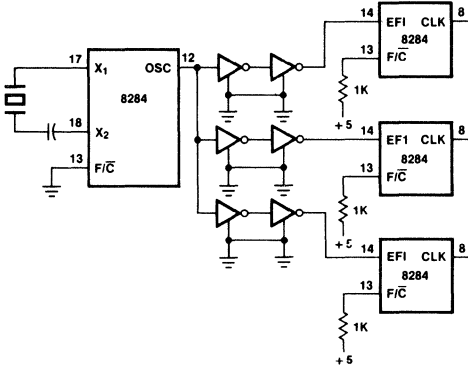 14 EFI CLK 8
8284
13 F/C̅
1K
+5
17 X₁ OSC 12
8284
18 X₂
13 F/C̅
14 EF1 CLK 8
8284
13 F/C̅
1K
+5
14 EFI CLK 8
8284
13 F/C̅
1K
+5